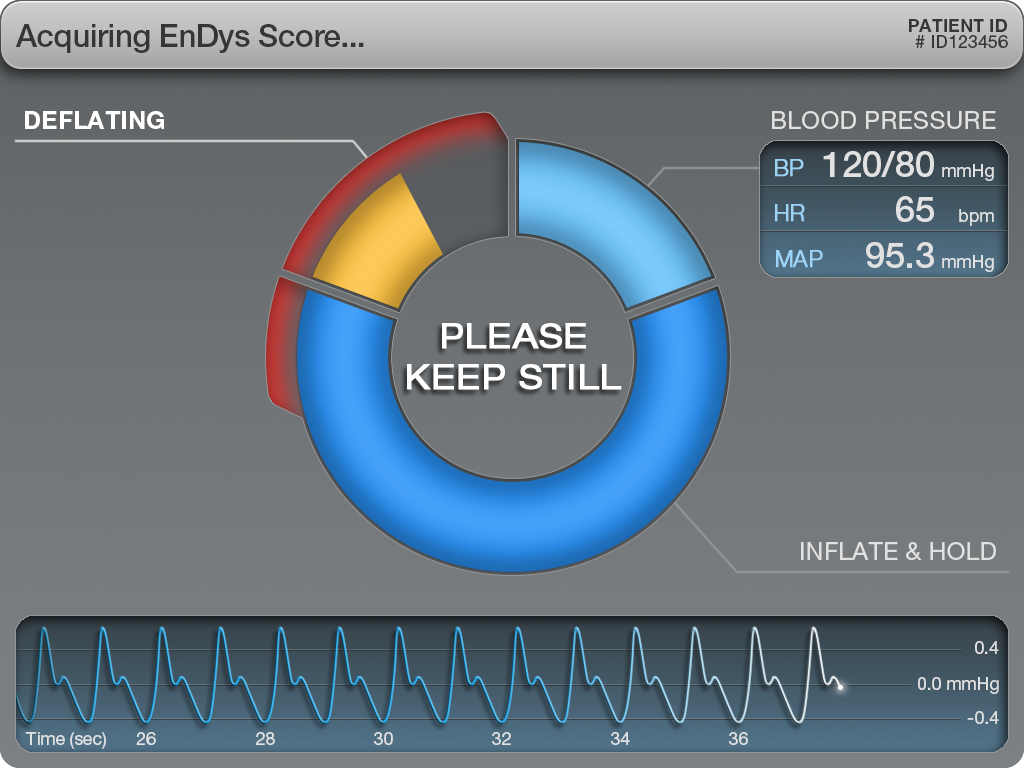 Acquiring EnDys Score...
PATIENT ID
# ID123456
DEFLATING
BLOOD PRESSURE
BP 120/80 mmHg
HR 65 bpm
MAP 95.3 mmHg
PLEASE
KEEP STILL
INFLATE & HOLD
0.4
0.0 mmHg
-0.4
Time (sec) 26 28 30 32 34 36